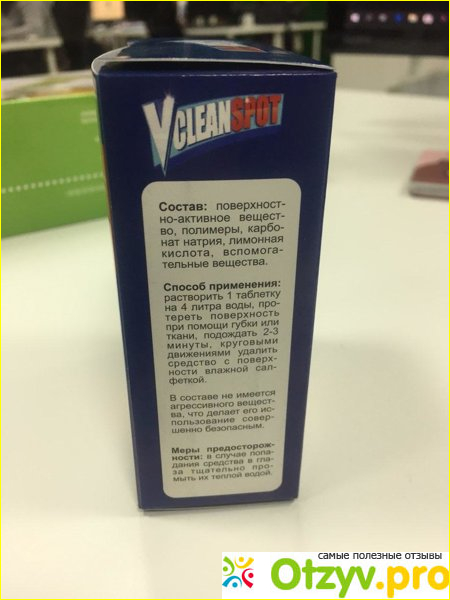 VCLEANSPOT
Состав: поверхност-
но-активное вещест-
во, полимеры, карбо-
нат натрия, лимонная
кислота, вспомога-
тельные вещества.
Способ применения:
растворить 1 таблетку
на 4 литра воды, про-
тереть поверхность
при помощи губки или
ткани, подождать 2-3
минуты, круговыми
движениями удалить
средство с поверх-
ности влажной сал-
феткой.
В составе не имеется
агрессивного вещест-
ва, что делает его ис-
пользование совер-
шенно безопасным.
Меры предосторож-
ности: в случае попа-
дания средства в гла-
за тщательно про-
мыть их теплой водой.
самые полезные отзывы
Otzyv.pro